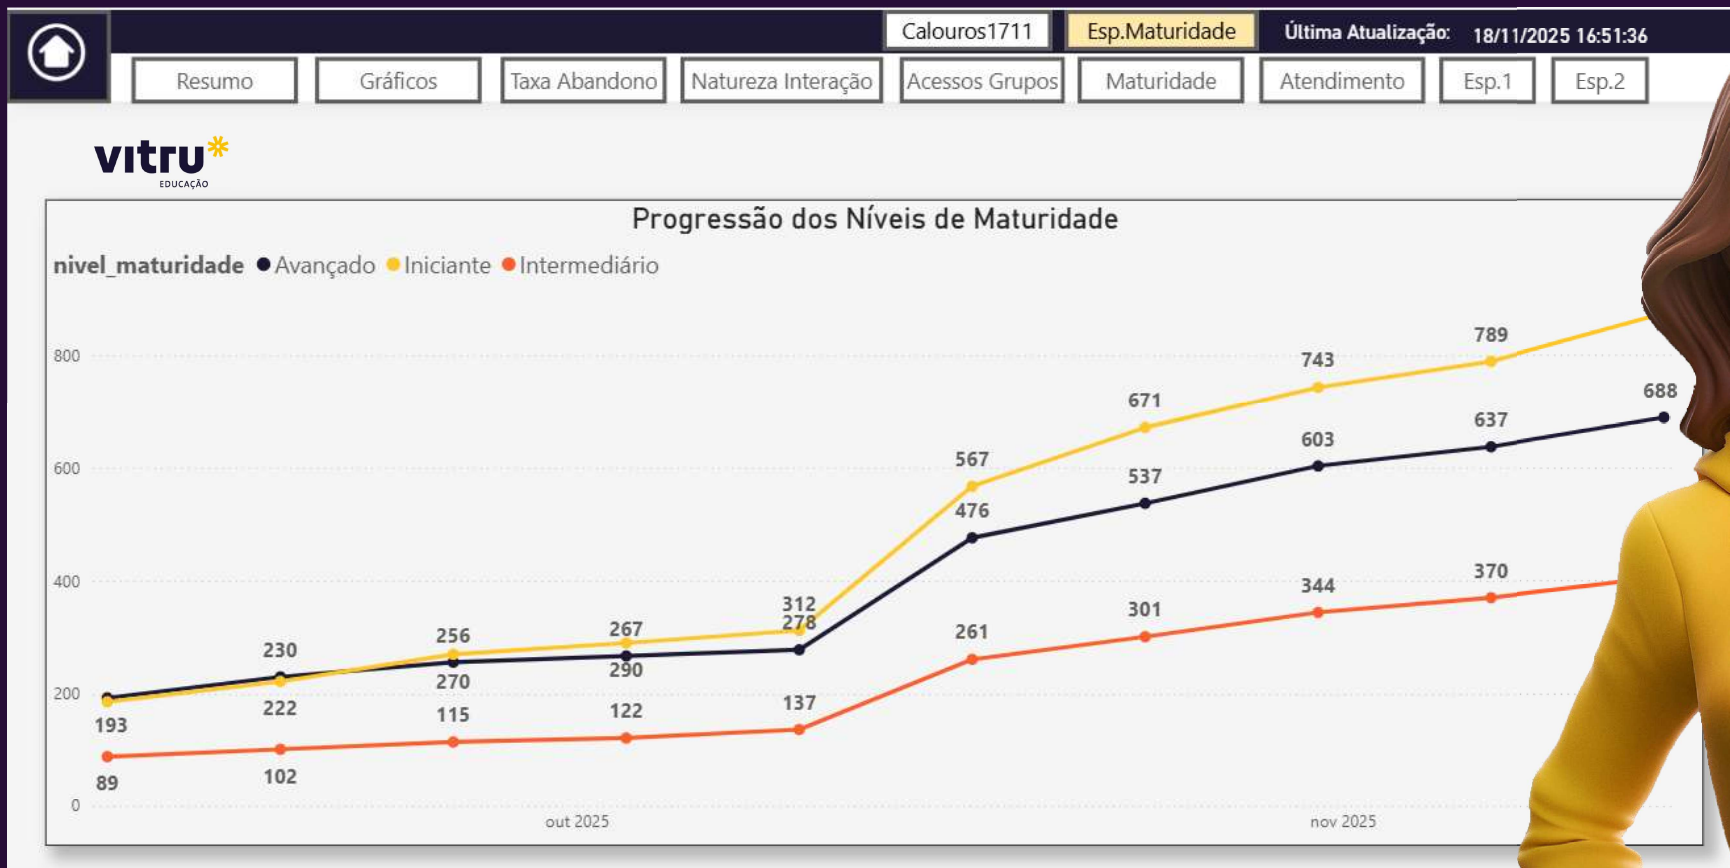 Calouros1711
Esp.Maturidade
Última Atualização:
18/11/2025 16:51:36
Resumo
Gráficos
Taxa Abandono
Natureza Interação
Acessos Grupos
Maturidade
Atendimento
Esp.1
Esp.2
vitru*
EDUCAÇÃO
Progressão dos Níveis de Maturidade
nivel_maturidade Avançado Iniciante Intermediário
789
800
743
688
671
637
603
600
567
537
476
400
370
344
312
301
278
267
261
256
230
290
270
222
200
193
137
122
115
102
89
0
out 2025
nov 2025